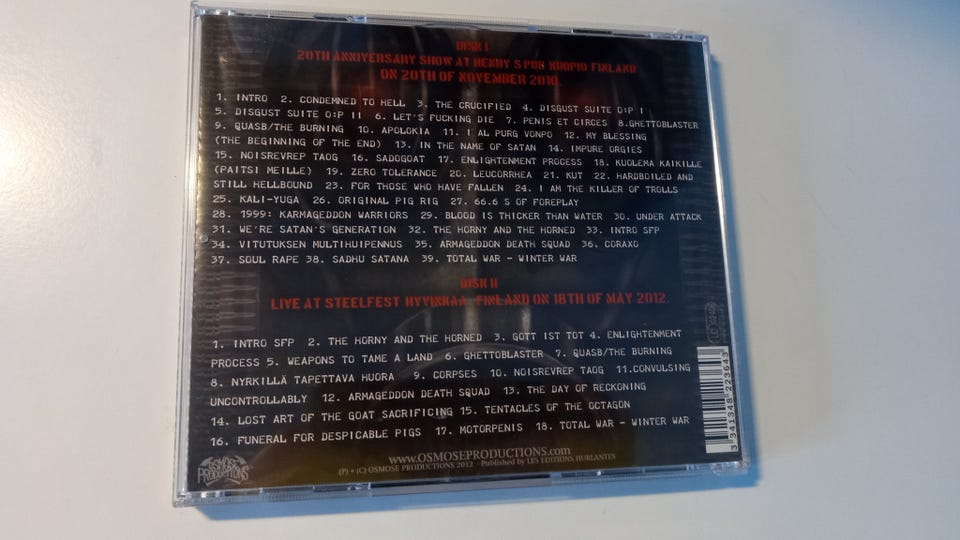 DISK I
20TH ANNIVERSARY SHOW AT HENRY S PUB KUOPIO FINLAND
ON 20TH OF NOVEMBER 2010.
1. INTRO 2. CONDEMNED TO HELL 3. THE CRUCIFIED 4. DISGUST SUITE O:P I
5. DISGUST SUITE O:P II 6. LET'S FUCKING DIE 7. PENIS ET CIRCES 8.GHETTOBLASTER
9. QUASB/THE BURNING 10. APOLOKIA 11. I AL PURG VONPO 12. MY BLESSING
(THE BEGINNING OF THE END) 13. IN THE NAME OF SATAN 14. IMPURE ORGIES
15. NOISREVREP TAOG 16. SADOGOAT 17. ENLIGHTENMENT PROCESS 18. KUOLEMA KAIKILLE
(PAITSI MEILLE) 19. ZERO TOLERANCE 20. LEUCORRHEA 21. KUT 22. HARDBOILED AND
STILL HELLBOUND 23. FOR THOSE WHO HAVE FALLEN 24. I AM THE KILLER OF TROLLS
25. KALI-YUGA 26. ORIGINAL PIG RIG 27. 66.6 S OF FOREPLAY
28. 1999: KARMAGEDDON WARRIORS 29. BLOOD IS THICKER THAN WATER 30. UNDER ATTACK
31. WE'RE SATAN'S GENERATION 32. THE HORNY AND THE HORNED 33. INTRO SFP
34. VITUTUKSEN MULTIHUIPENNUS 35. ARMAGEDDON DEATH SQUAD 36. CORAXO
37. SOUL RAPE 38. SADHU SATANA 39. TOTAL WAR - WINTER WAR
DISK II
LIVE AT STEELFEST HYVINKAA, FINLAND ON 18TH OF MAY 2012.
1. INTRO SFP 2. THE HORNY AND THE HORNED 3. GOTT IST TOT 4. ENLIGHTENMENT
PROCESS 5. WEAPONS TO TAME A LAND 6. GHETTOBLASTER 7. QUASB/THE BURNING
8. NYRKILLÄ TAPETTAVA HUORA 9. CORPSES 10. NOISREVREP TAOG 11.CONVULSING
UNCONTROLLABLY 12. ARMAGEDDON DEATH SQUAD 13. THE DAY OF RECKONING
14. LOST ART OF THE GOAT SACRIFICING 15. TENTACLES OF THE OCTAGON
16. FUNERAL FOR DESPICABLE PIGS 17. MOTORPENIS 18. TOTAL WAR - WINTER WAR
www.OSMOSEPRODUCTIONS.com
(P) + (C) OSMOSE PRODUCTIONS 2012 - Published by LES EDITIONS HURLANTES
OSMOSE
PRODUCTIONS
3 341348 223643